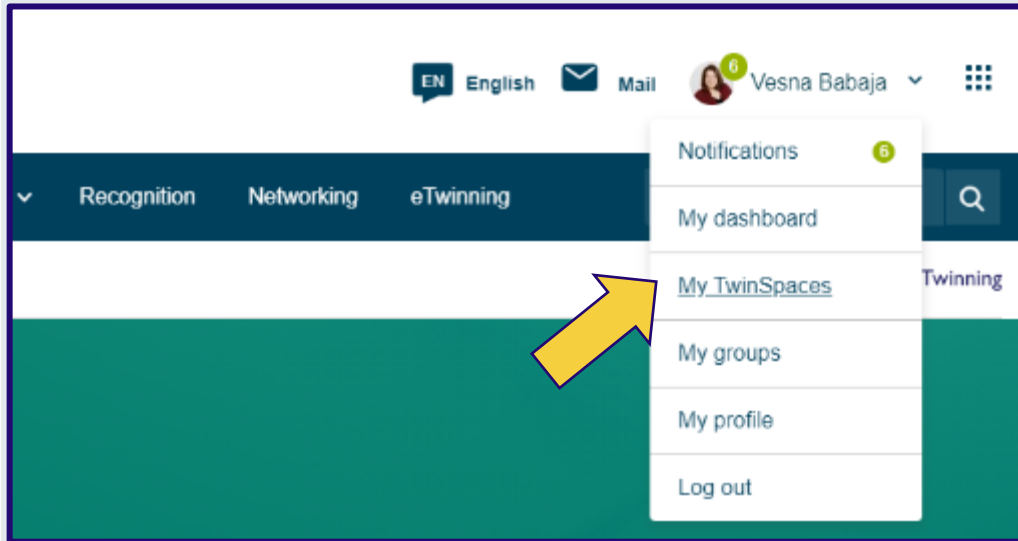 EN English Mail 6 Vesna Babaja
Notifications 6
Recognition Networking eTwinning
My dashboard
My TwinSpaces
Twinning
My groups
My profile
Log out